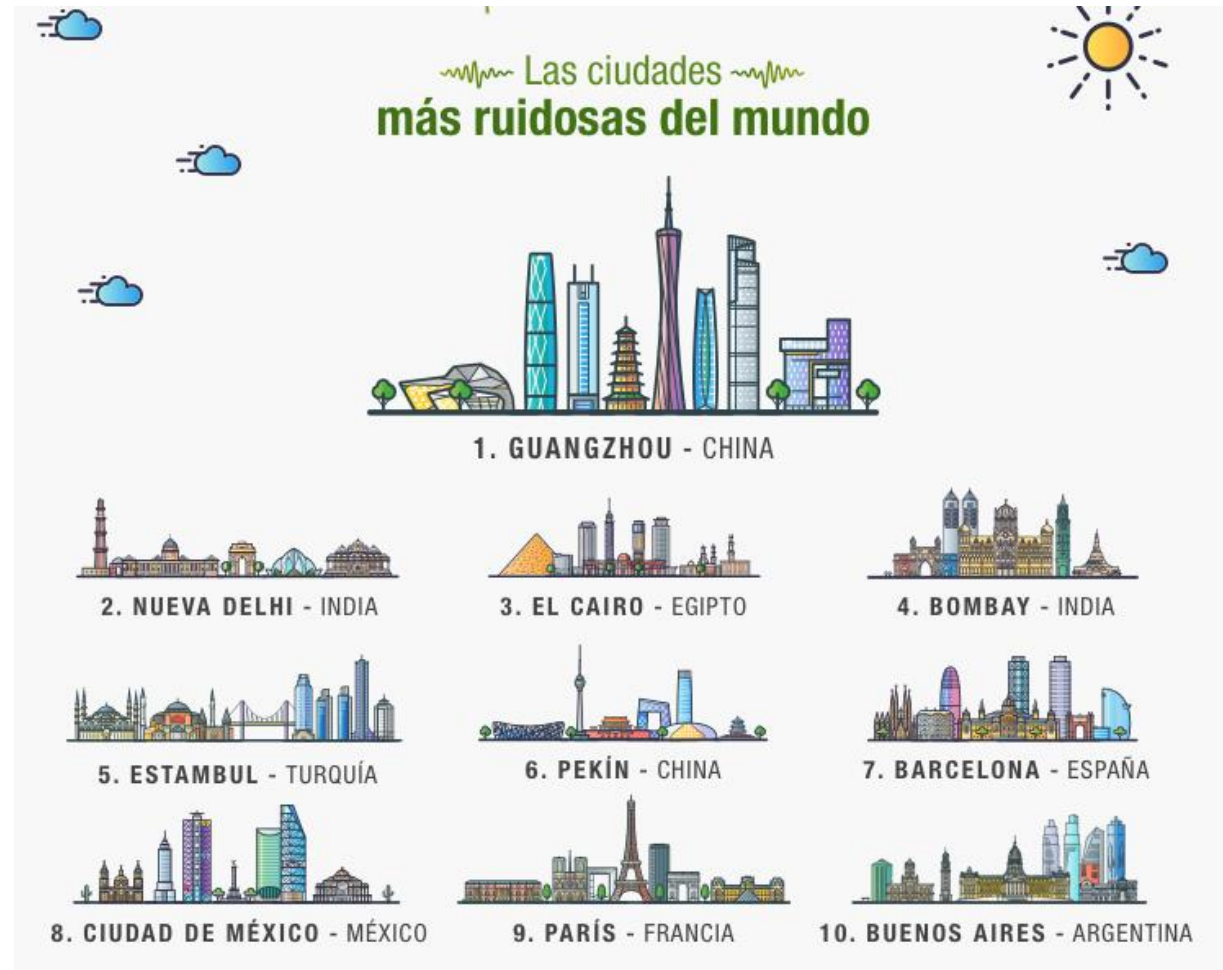 Las ciudades
más ruidosas del mundo
1. GUANGZHOU - CHINA
2. NUEVA DELHI - INDIA
3. EL CAIRO - EGIPTO
4. BOMBAY - INDIA
5. ESTAMBUL - TURQUÍA
6. PEKÍN - CHINA
7. BARCELONA - ESPAÑA
8. CIUDAD DE MÉXICO - MÉXICO
9. PARÍS - FRANCIA
10. BUENOS AIRES - ARGENTINA